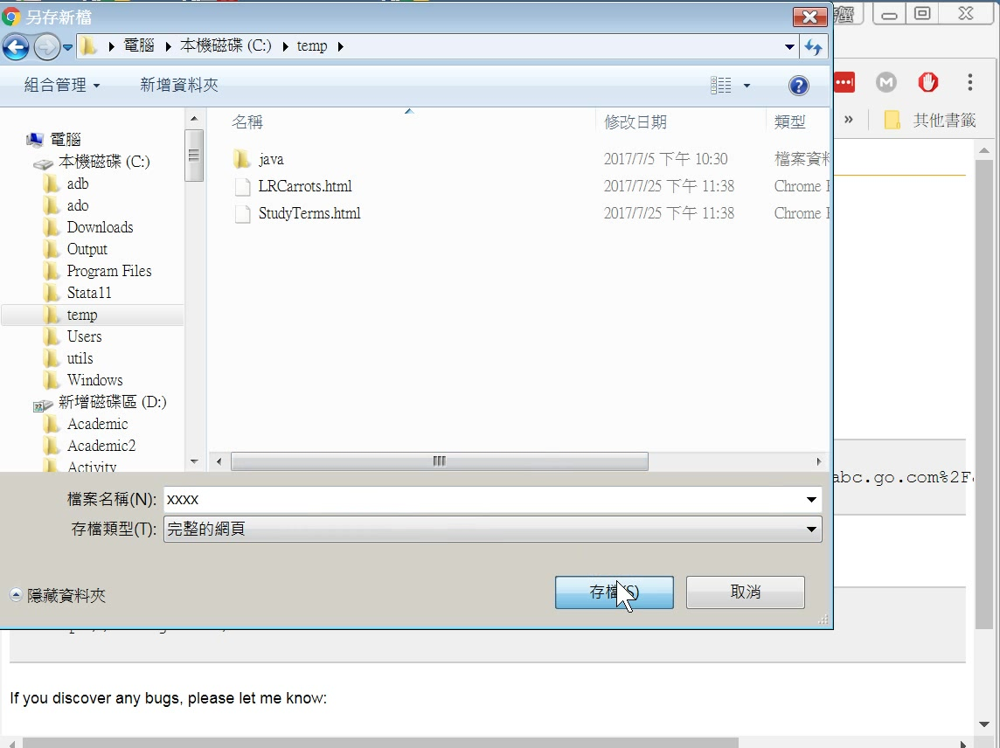 另存新檔
蟹
電腦 本機磁碟 (C:) temp
組合管理 新增資料夾
名稱 修改日期 類型
其他書籤
電腦
本機磁碟 (C:)
adb
ado
Downloads
Output
Program Files
Stata11
temp
Users
utils
Windows
新增磁碟區 (D:)
Academic
Academic2
Activity
java 2017/7/5 下午 10:30 檔案資料
LRCarrots.html 2017/7/25 下午 11:38 Chrome
StudyTerms.html 2017/7/25 下午 11:38 Chrome
abc.go.com%2F
檔案名稱(N): xxxx
存檔類型(T): 完整的網頁
隱藏資料夾
存檔(S) 取消
If you discover any bugs, please let me know: